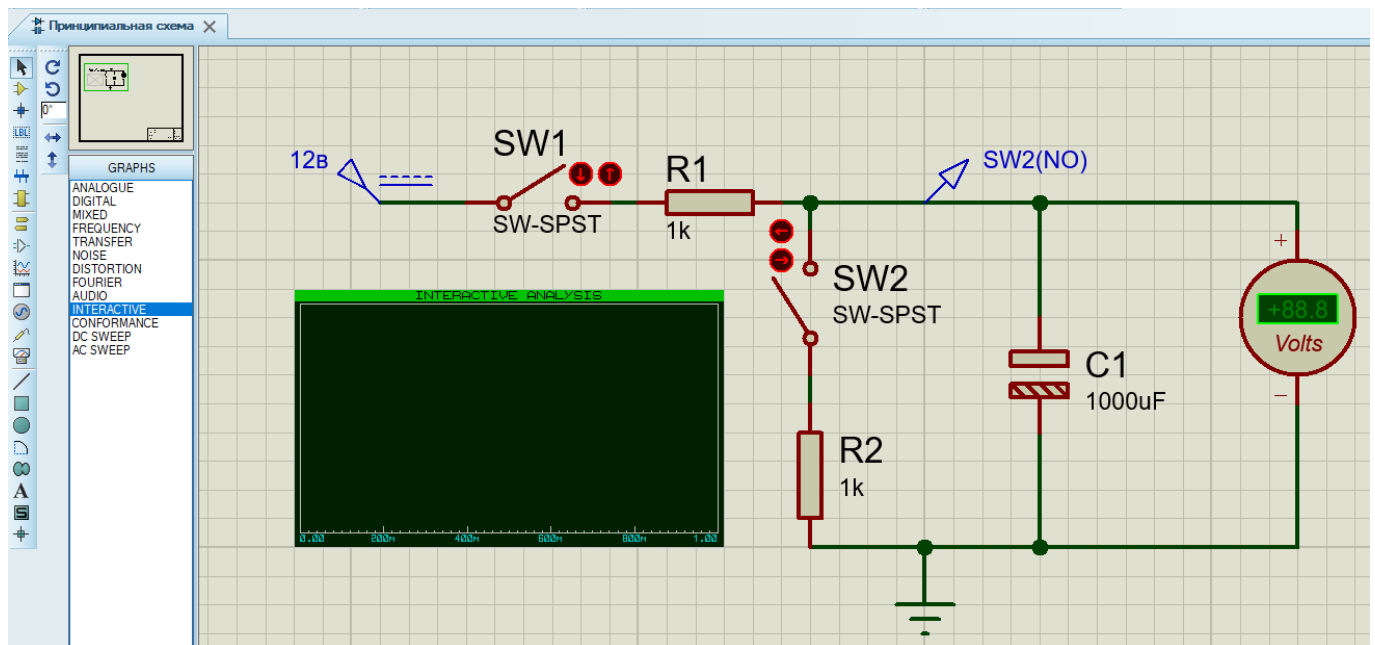 Принципиальная схема
0°
LBL
GRAPHS
ANALOGUE
DIGITAL
MIXED
FREQUENCY
TRANSFER
NOISE
DISTORTION
FOURIER
AUDIO
INTERACTIVE
CONFORMANCE
DC SWEEP
AC SWEEP
A
S
12в
SW1
SW-SPST
R1
1k
SW2(NO)
SW2
SW-SPST
+
+88.8
Volts
−
C1
1000uF
R2
1k
INTERACTIVE ANALYSIS
0.00 200m 400m 600m 800m 1.00